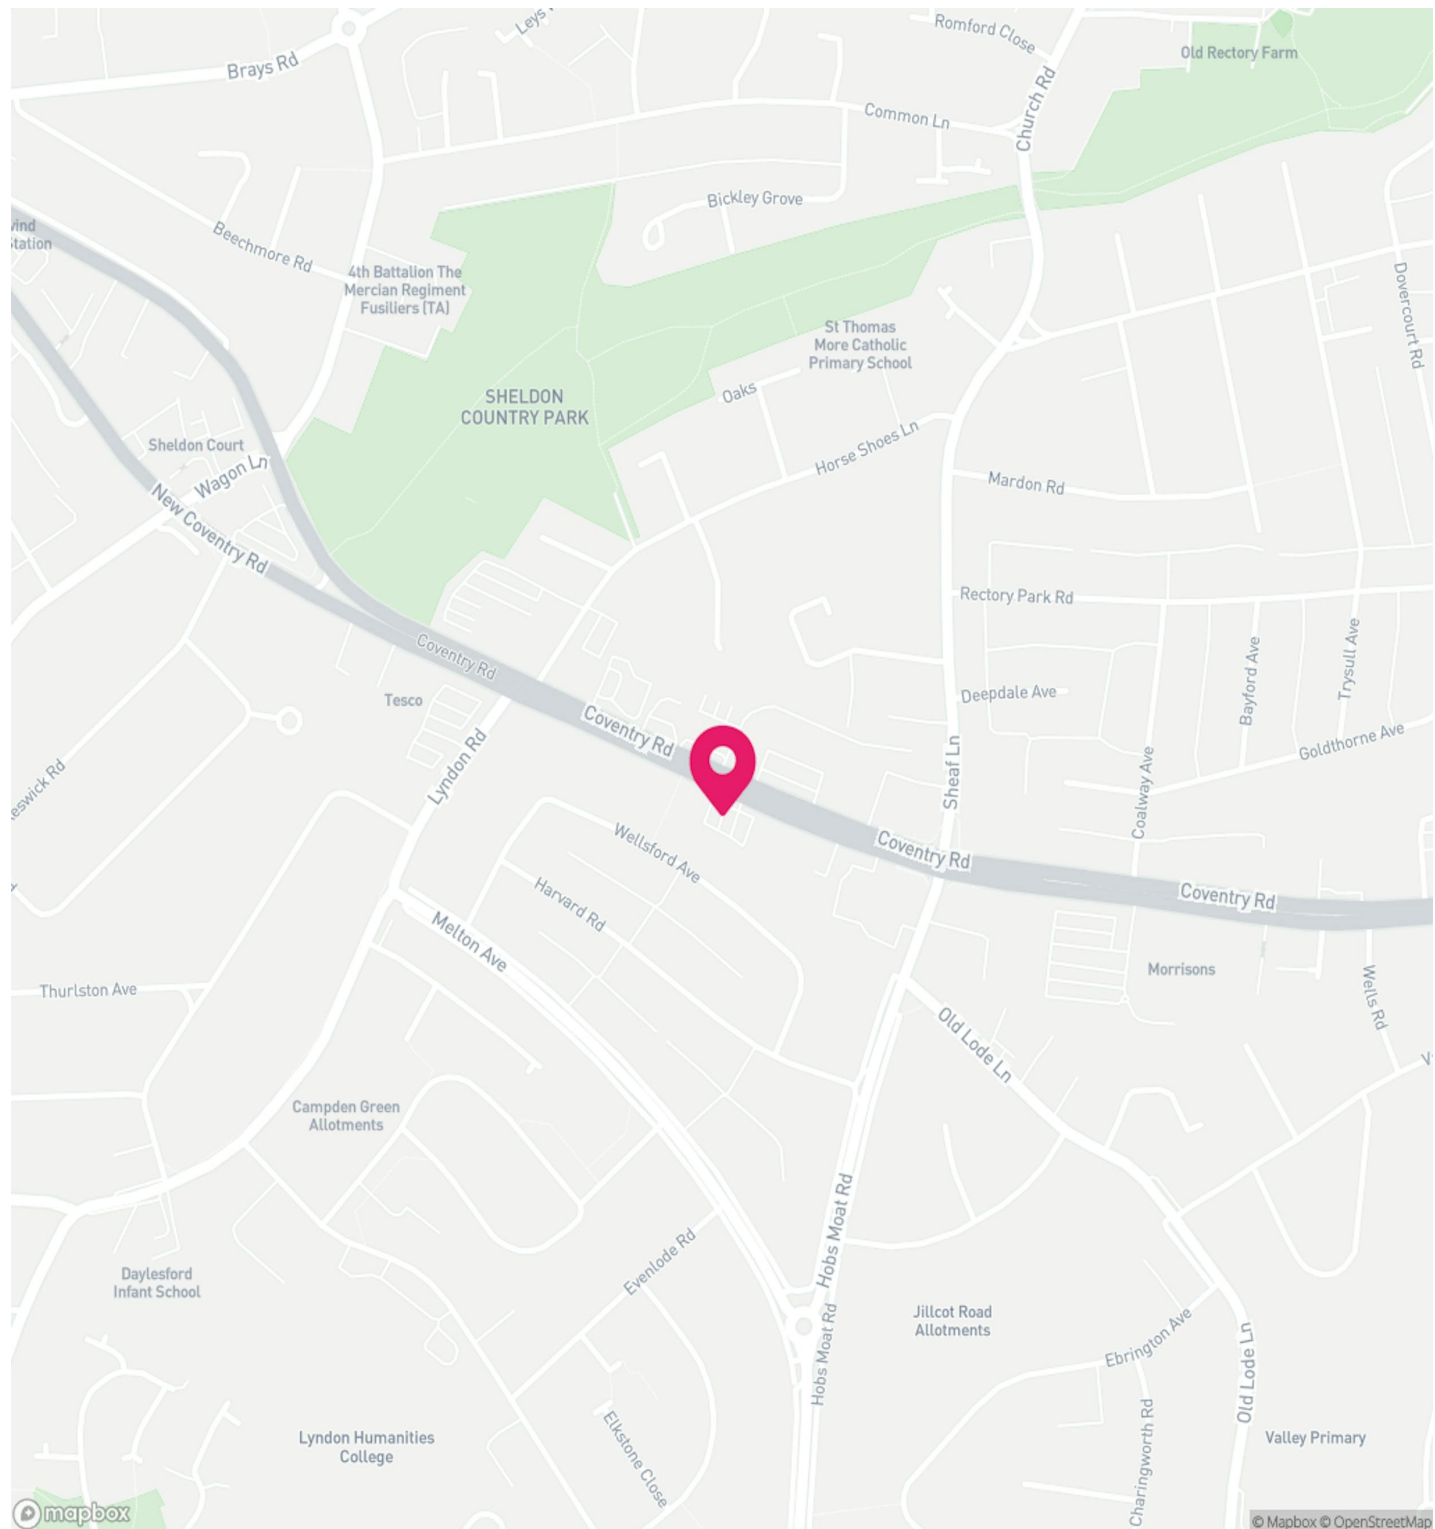 Leys
Romford Close
Old Rectory Farm
Brays Rd
Church Rd
Common Ln
Bickley Grove
Beechmore Rd
4th Battalion The
Mercian Regiment
Fusiliers (TA)
Dovercourt Rd
St Thomas
More Catholic
Primary School
SHELDON
COUNTRY PARK
Oaks
Horse Shoes Ln
Sheldon Court
Wagon Ln
Mardon Rd
New Coventry Rd
Rectory Park Rd
Coventry Rd
Bayford Ave
Trysull Ave
Deepdale Ave
Tesco
Coventry Rd
Goldthorne Ave
Lyndon Rd
Sheaf Ln
Coalway Ave
eswick Rd
Wellsford Ave
Coventry Rd
Harvard Rd
Coventry Rd
Melton Ave
Morrisons
Thurlston Ave
Wells Rd
Old Lode Ln
Campden Green
Allotments
Hobs Moat Rd
Evenlode Rd
Daylesford
Infant School
Jillcot Road
Allotments
Hobs Moat Rd
Ebrington Ave
Old Lode Ln
Lyndon Humanities
College
Elkstone Close
Charingworth Rd
Valley Primary
mapbox
© Mapbox © OpenStreetMap